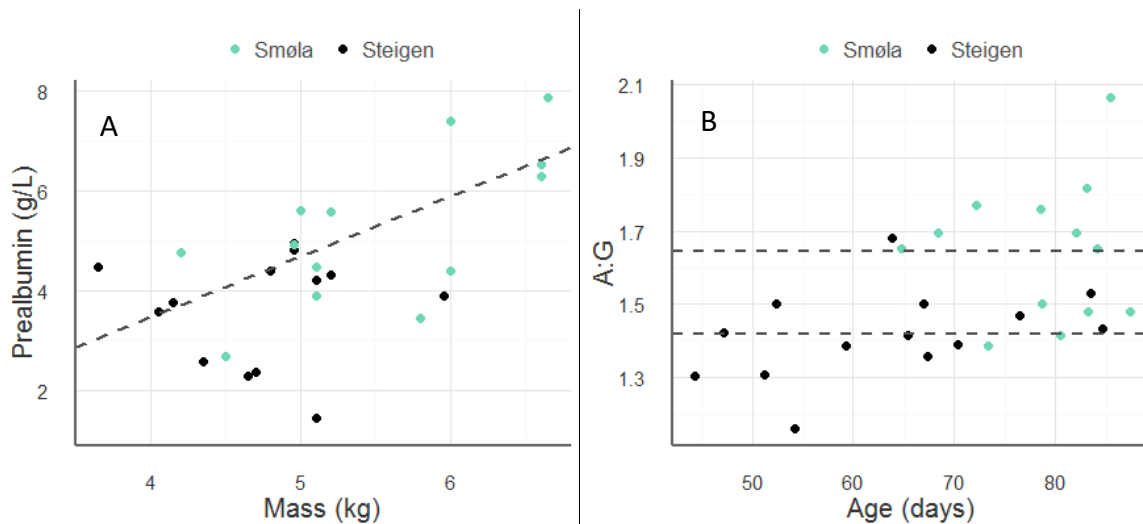 Smøla Steigen
A
8
6
4
2
Prealbumin (g/L)
4 5 6
Mass (kg)
Smøla Steigen
B
2.1
1.9
1.7
1.5
1.3
A:G
50 60 70 80
Age (days)